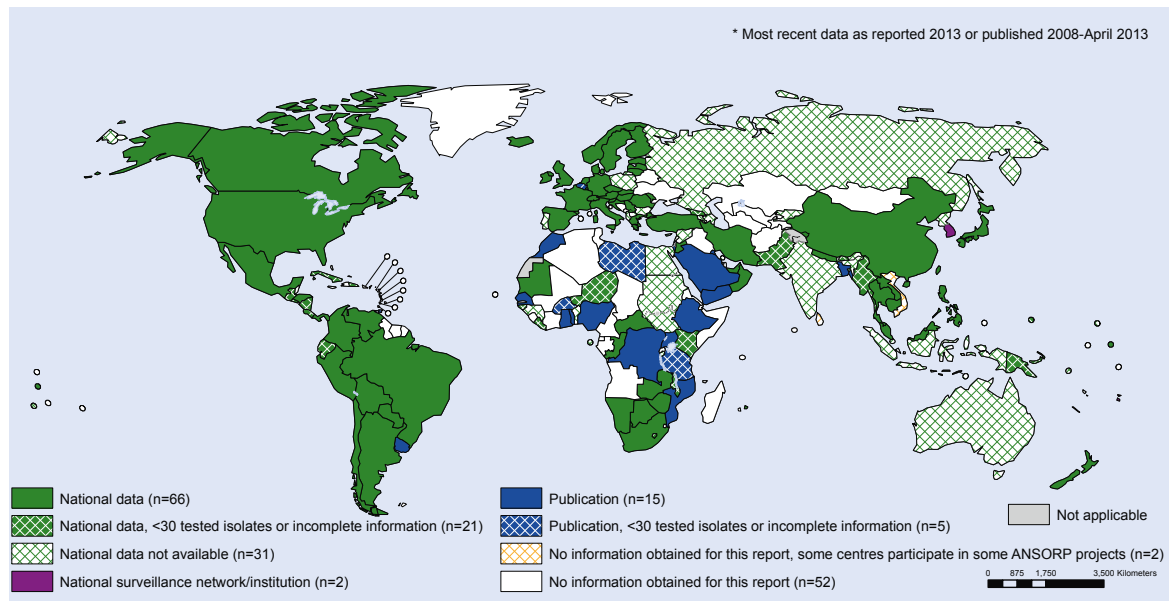 * Most recent data as reported 2013 or published 2008-April 2013
National data (n=66)
National data, <30 tested isolates or incomplete information (n=21)
National data not available (n=31)
National surveillance network/institution (n=2)
Publication (n=15)
Publication, <30 tested isolates or incomplete information (n=5)
No information obtained for this report, some centres participate in some ANSORP projects (n=2)
No information obtained for this report (n=52)
Not applicable
0 875 1,750 3,500 Kilometers